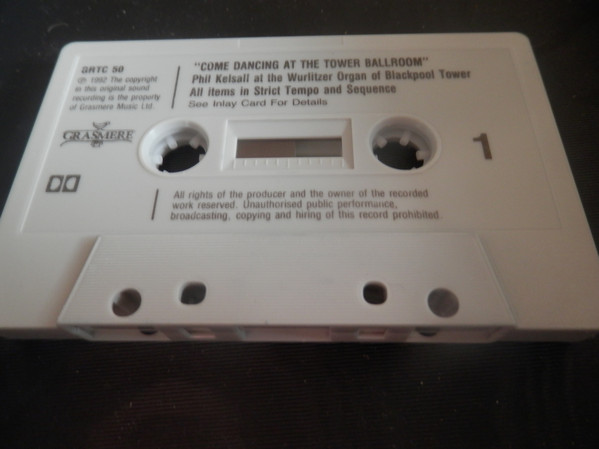 GRTC 50
℗ 1992 The copyright
in this original sound
recording is the property
of Grasmere Music Ltd.
"COME DANCING AT THE TOWER BALLROOM"
Phil Kelsall at the Wurlitzer Organ of Blackpool Tower
All items in Strict Tempo and Sequence
See Inlay Card For Details
GRASMERE
1
All rights of the producer and the owner of the recorded
work reserved. Unauthorised public performance,
broadcasting, copying and hiring of this record prohibited.